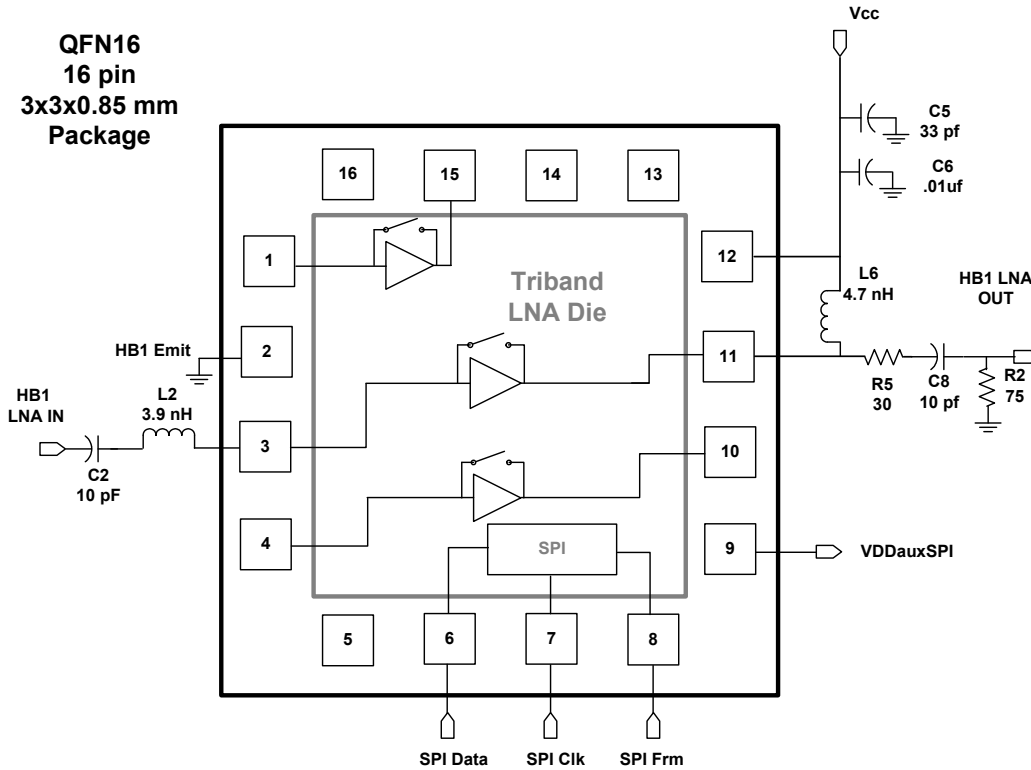 QFN16
16 pin
3x3x0.85 mm
Package
Vcc
C5
33 pf
C6
.01uf
16
15
14
13
1
12
Triband
LNA Die
L6
4.7 nH
HB1 LNA
OUT
HB1 Emit
2
11
R5
30
C8
10 pf
R2
75
HB1
LNA IN
L2
3.9 nH
3
10
C2
10 pF
4
SPI
9
VDDauxSPI
5
6
7
8
SPI Data
SPI Clk
SPI Frm